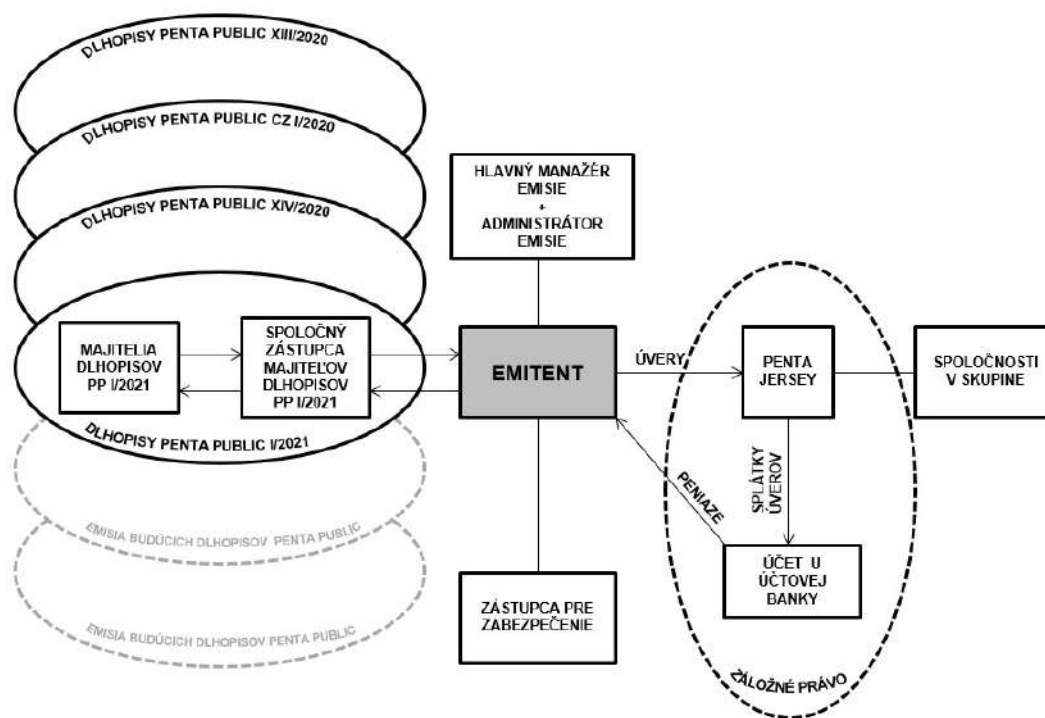 DLHOPISY PENTA PUBLIC XIII/2020
DLHOPISY PENTA PUBLIC CZ I/2020
DLHOPISY PENTA PUBLIC XIV/2020
MAJITELIA
DLHOPISOV
PP I/2021
SPOLOČNÝ
ZÁSTUPCA
MAJITEĽOV
DLHOPISOV
PP I/2021
DLHOPISY PENTA PUBLIC I/2021
EMISIA BUDÚCICH DLHOPISOV PENTA PUBLIC
EMISIA BUDÚCICH DLHOPISOV PENTA PUBLIC
HLAVNÝ MANAŽÉR
EMISIE
+
ADMINISTRÁTOR
EMISIE
EMITENT
ZÁSTUPCA PRE
ZABEZPEČENIE
ÚVERY
PENTA
JERSEY
SPOLOČNOSTI
V SKUPINE
PENIAZE
SPLÁTKY
ÚVEROV
ÚČET U
ÚČTOVEJ
BANKY
ZÁLOŽNÉ PRÁVO